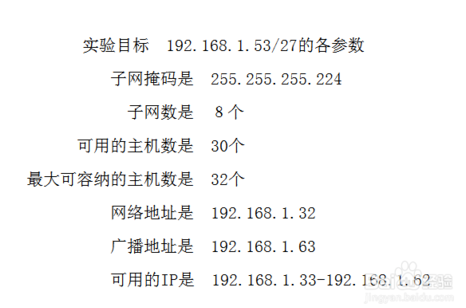 实验目标 192.168.1.53/27的各参数
子网掩码是 255.255.255.224
子网数是 8个
可用的主机数是 30个
最大可容纳的主机数是 32个
网络地址是 192.168.1.32
广播地址是 192.168.1.63
可用的IP是 192.168.1.33-192.168.1.62
jingyan.baidu.com